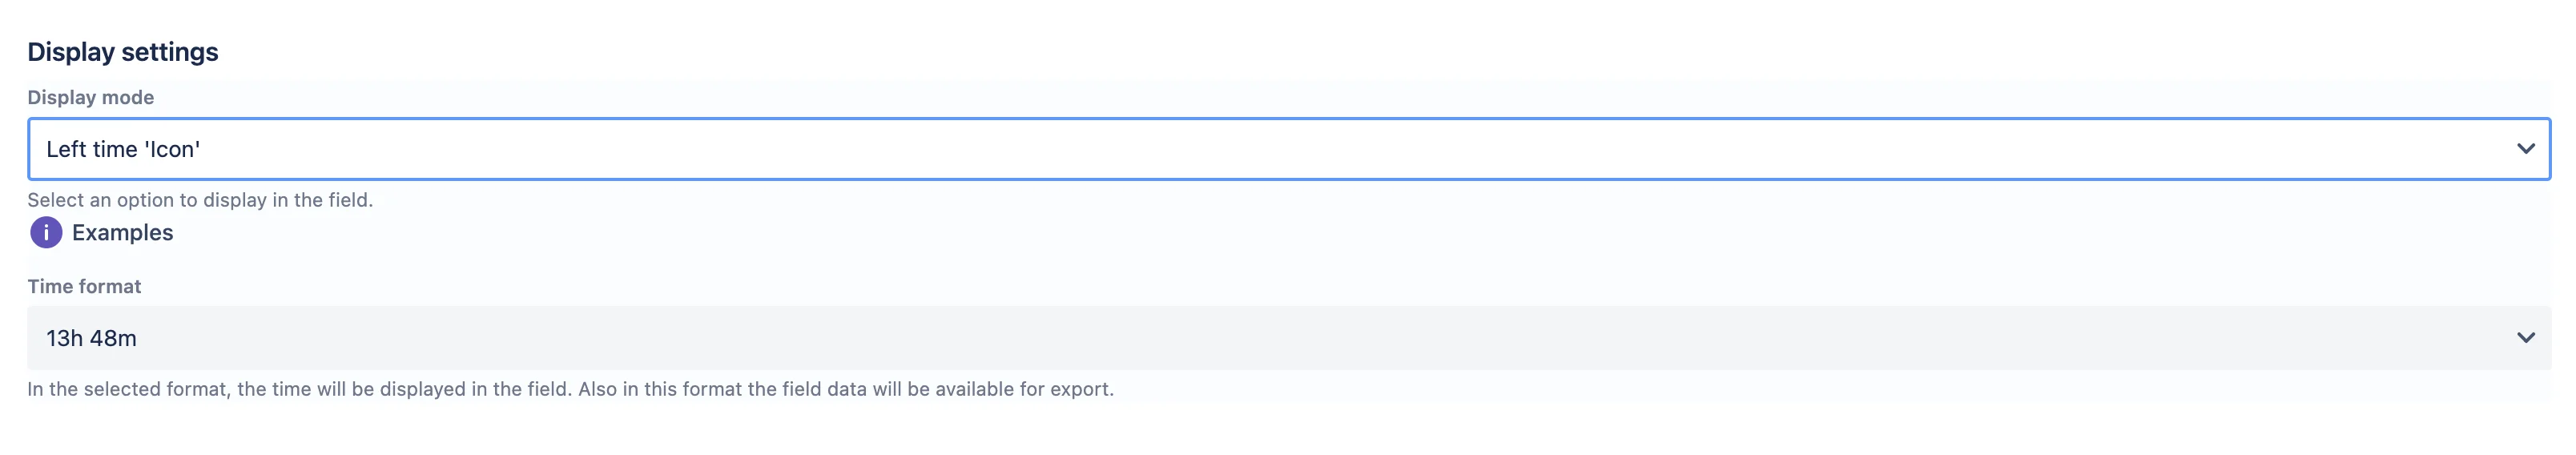 Display settings
Display mode
Left time 'Icon'
Select an option to display in the field.
i Examples
Time format
13h 48m
In the selected format, the time will be displayed in the field. Also in this format the field data will be available for export.